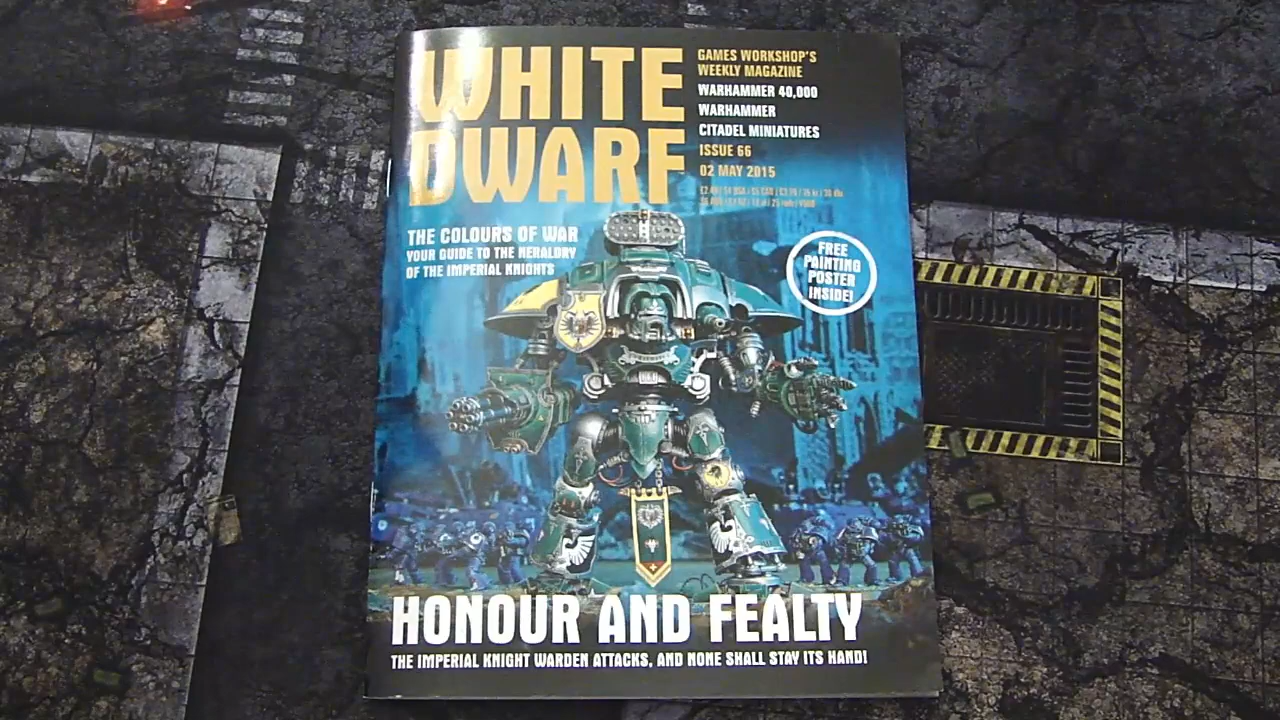 WHITE
DWARF
GAMES WORKSHOP'S
WEEKLY MAGAZINE
WARHAMMER 40,000
WARHAMMER
CITADEL MINIATURES
ISSUE 66
02 MAY 2015
THE COLOURS OF WAR
YOUR GUIDE TO THE HERALDRY
OF THE IMPERIAL KNIGHTS
FREE
PAINTING
POSTER
INSIDE!
HONOUR AND FEALTY
THE IMPERIAL KNIGHT WARDEN ATTACKS, AND NONE SHALL STAY ITS HAND!